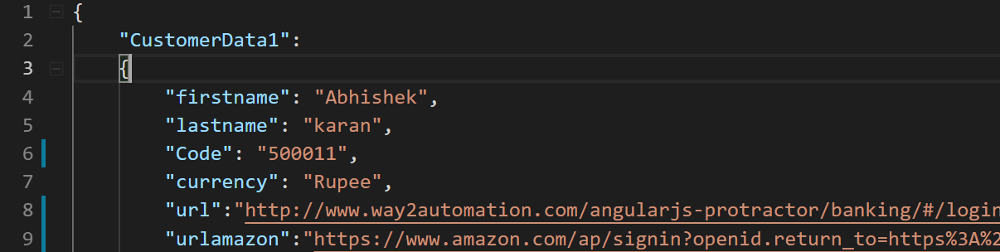 1 {
2 "CustomerData1":
3 {
4 "firstname": "Abhishek",
5 "lastname": "karan",
6 "Code": "500011",
7 "currency": "Rupee",
8 "url":"http://www.way2automation.com/angularjs-protractor/banking/#/login
9 "urlamazon":"https://www.amazon.com/ap/signin?openid.return_to=https%3A%2